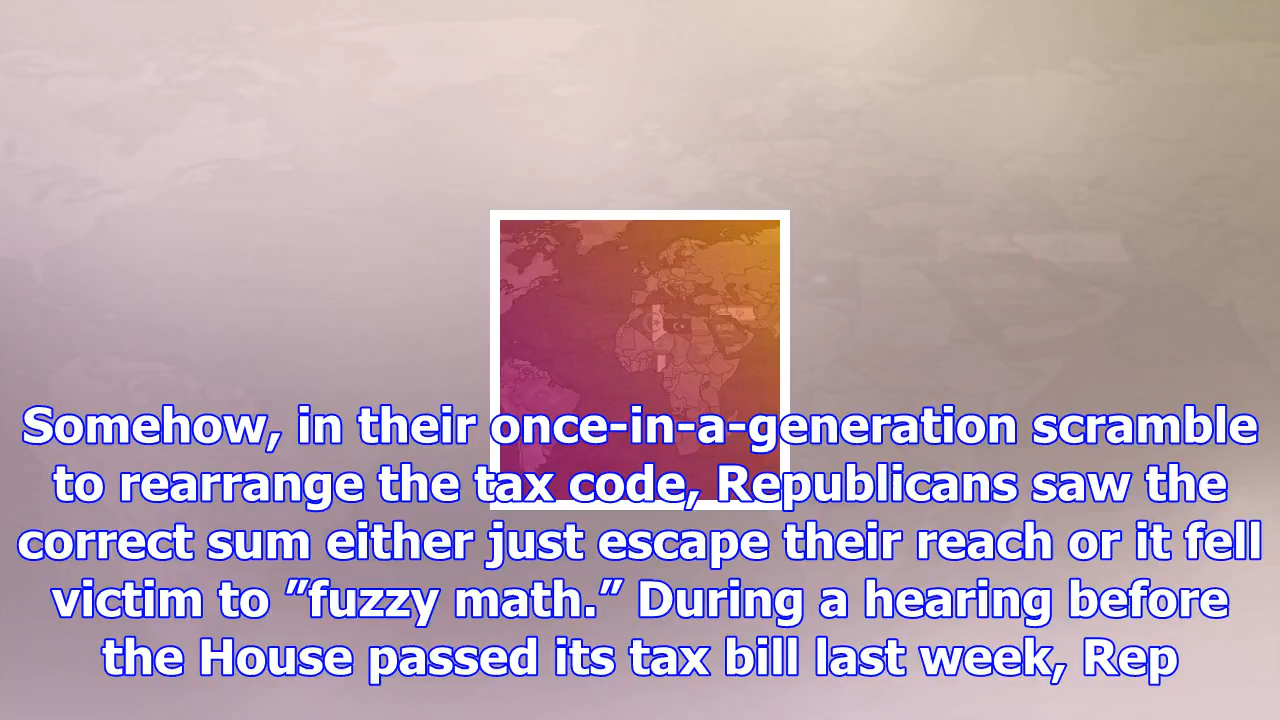 Somehow, in their once-in-a-generation scramble
to rearrange the tax code, Republicans saw the
correct sum either just escape their reach or it fell
victim to ”fuzzy math.” During a hearing before
the House passed its tax bill last week, Rep